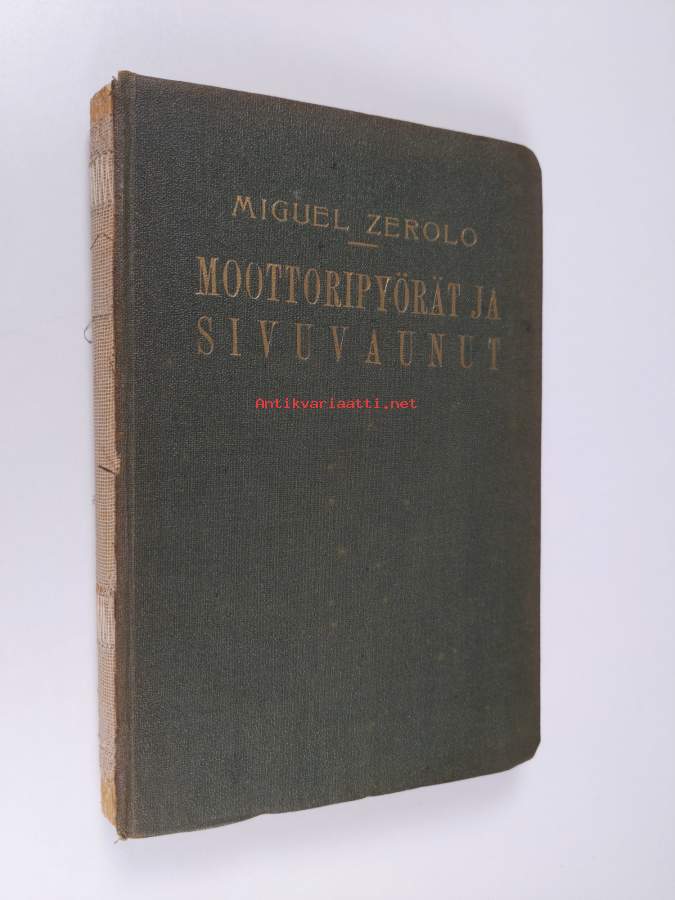 MIGUEL ZEROLO
MOOTTORIPYÖRÄT JA
SIVUVAUNUT
Antikvariaatti.net